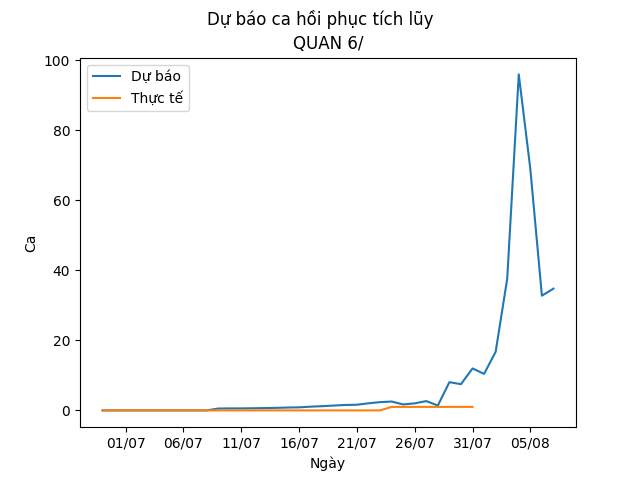 Dự báo ca hồi phục tích lũy
QUAN 6/
Ca
100
80
60
40
20
0
Dự báo
Thực tế
01/07 06/07 11/07 16/07 21/07 26/07 31/07 05/08
Ngày